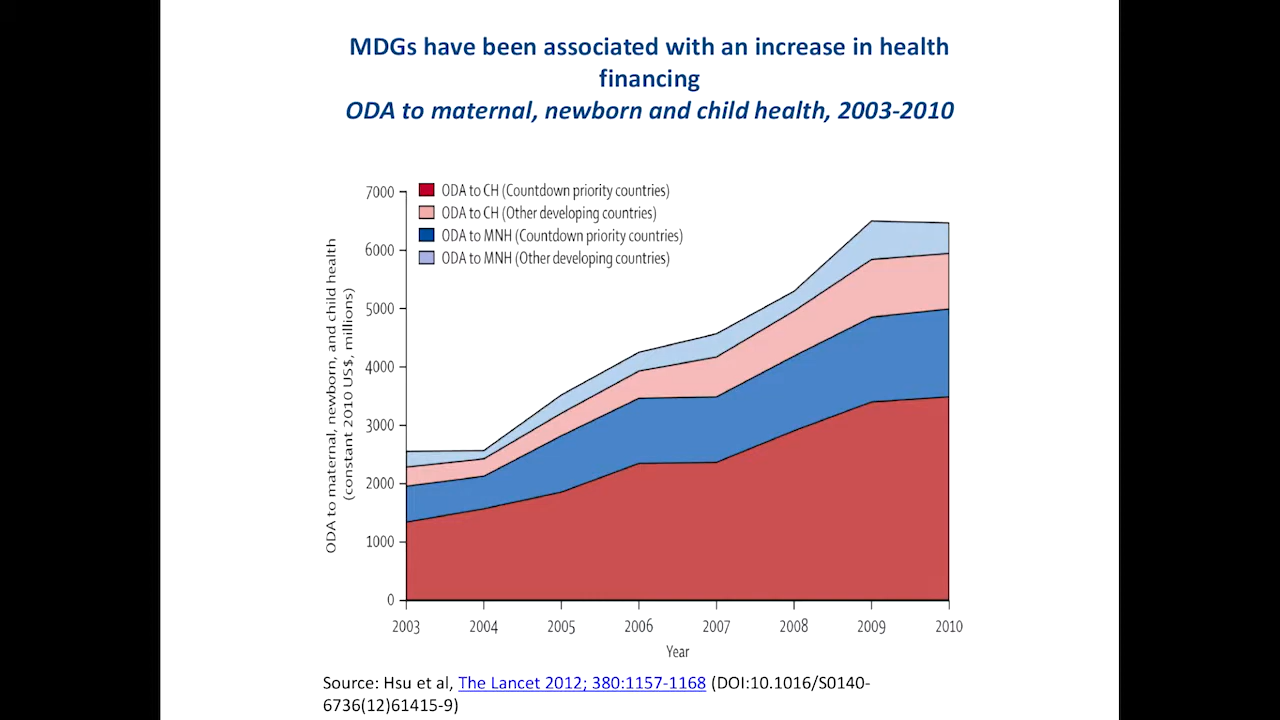 MDGs have been associated with an increase in health
financing
ODA to maternal, newborn and child health, 2003-2010
ODA to CH (Countdown priority countries)
ODA to CH (Other developing countries)
ODA to MNH (Countdown priority countries)
ODA to MNH (Other developing countries)
ODA to maternal, newborn, and child health
(constant 2010 US$, millions)
7000
6000
5000
4000
3000
2000
1000
0
2003 2004 2005 2006 2007 2008 2009 2010
Year
Source: Hsu et al, The Lancet 2012; 380:1157-1168 (DOI:10.1016/S0140-
6736(12)61415-9)